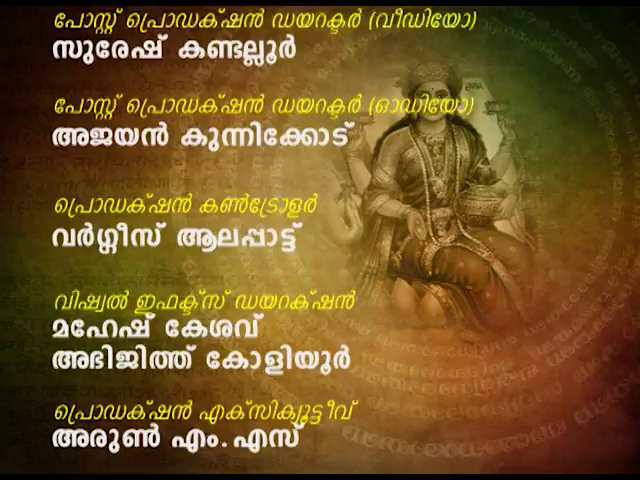 പോസ്റ്റ് പ്രൊഡക്ഷൻ ഡയറക്ടർ (വീഡിയോ)
സുരേഷ് കണ്ടല്ലൂർ
പോസ്റ്റ് പ്രൊഡക്ഷൻ ഡയറക്ടർ (ഓഡിയോ)
അജയൻ കുന്നിക്കോട്
പ്രൊഡക്ഷൻ കൺട്രോളർ
വർഗ്ഗീസ് ആലപ്പാട്ട്
വിഷ്വൽ ഇഫക്ട്സ് ഡയറക്ഷൻ
മഹേഷ് കേശവ്
അഭിജിത്ത് കോളിയൂർ
പ്രൊഡക്ഷൻ എക്സിക്യൂട്ടീവ്
അരുൺ എം.എസ്